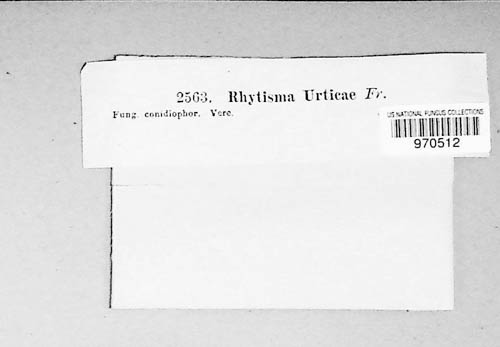 2563. Rhytisma Urticae Fr.
Fung. conidiophor. Vere.
US NATIONAL FUNGUS COLLECTIONS
970512